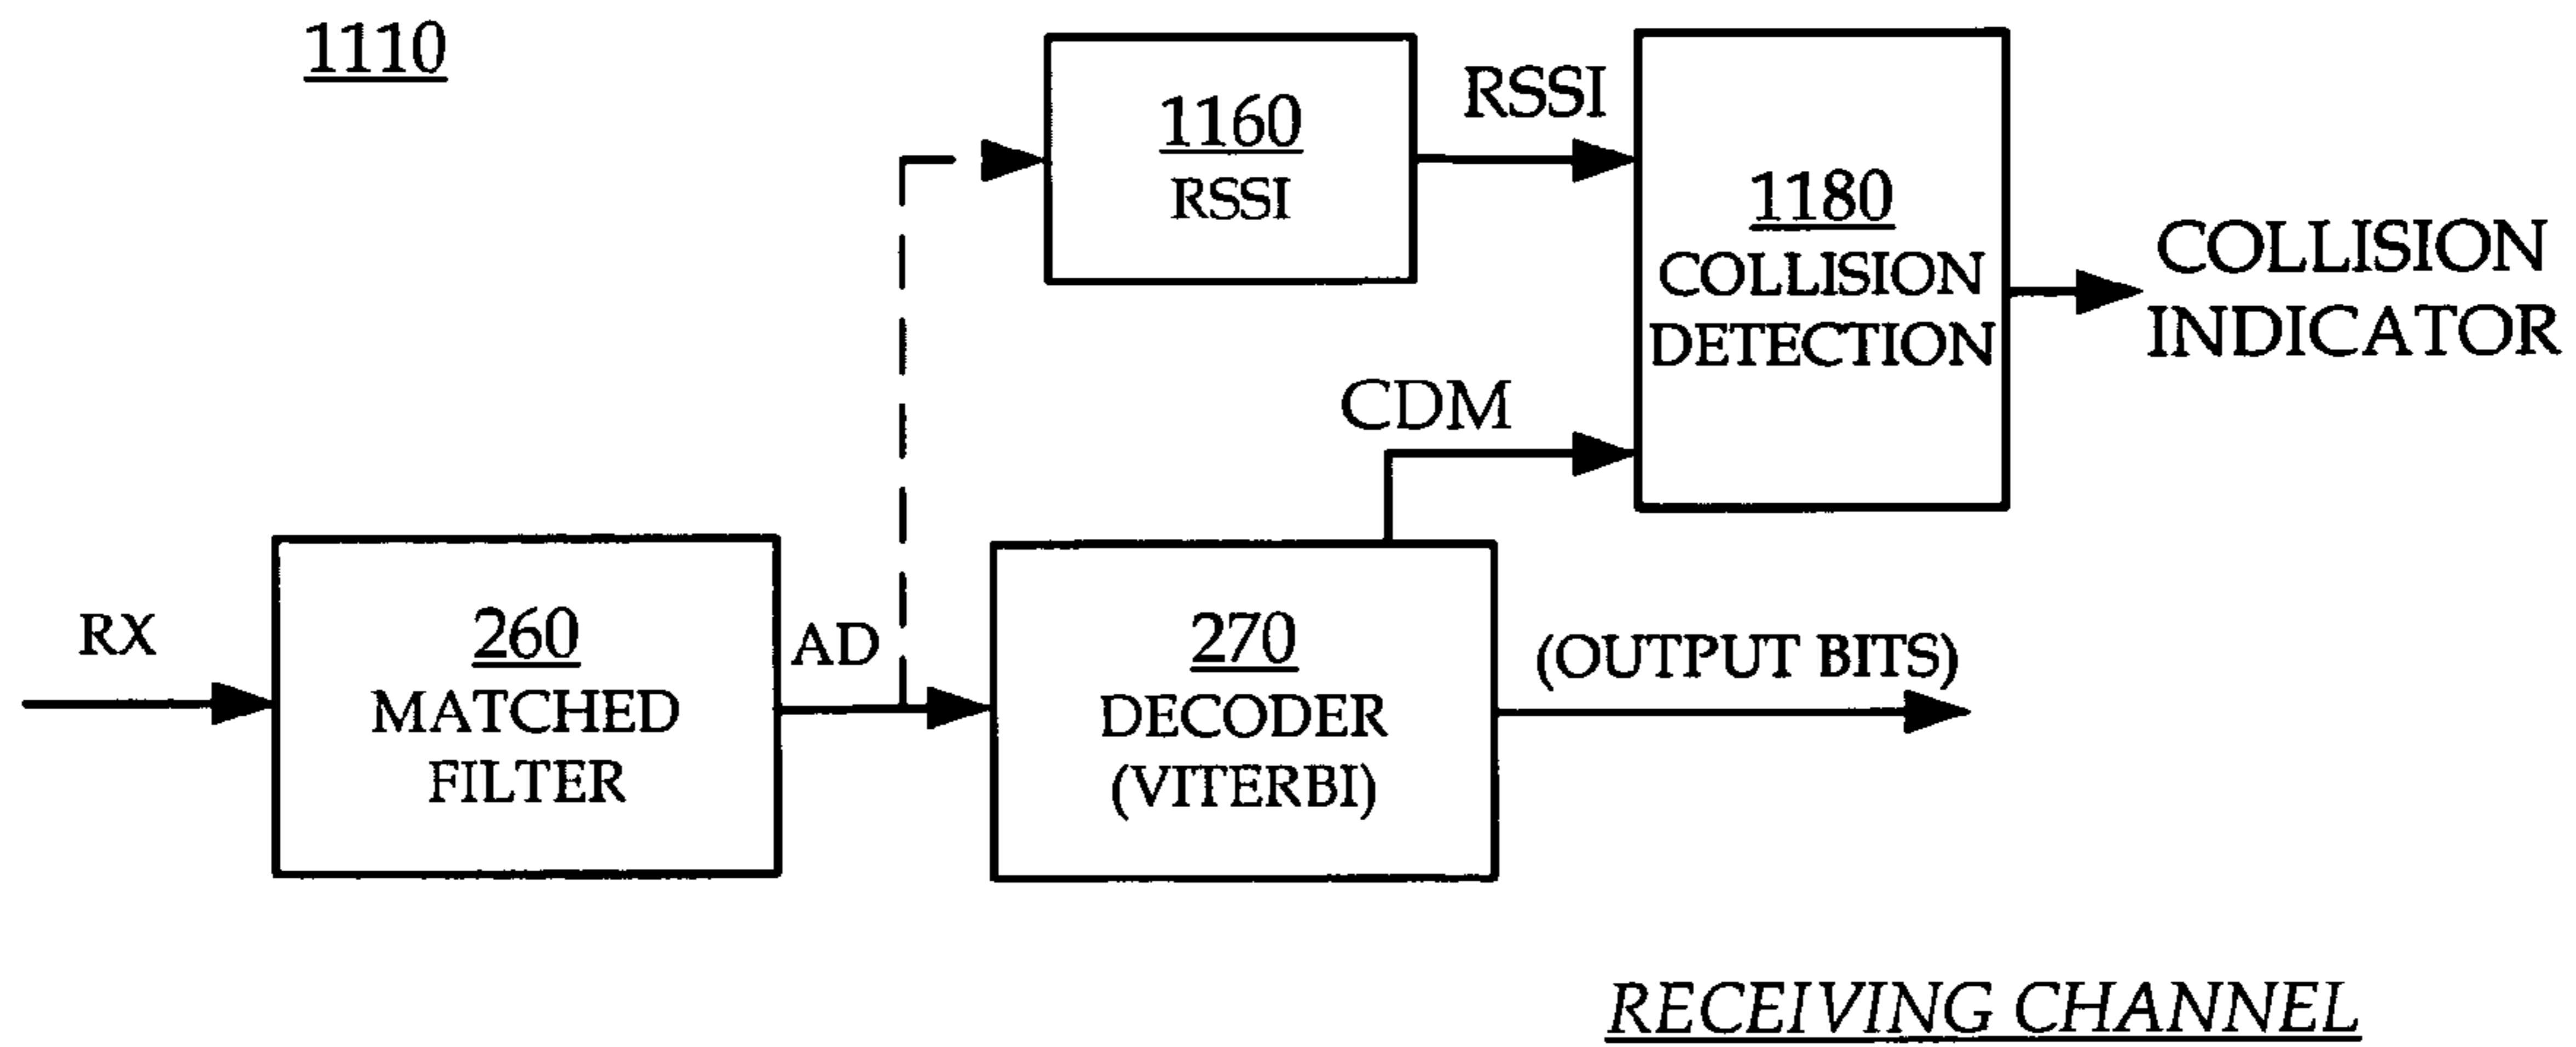 1110
1160
RSSI
RSSI
1180
COLLISION
DETECTION
COLLISION
INDICATOR
CDM
RX
260
MATCHED
FILTER
AD
270
DECODER
(VITERBI)
(OUTPUT BITS)
RECEIVING CHANNEL